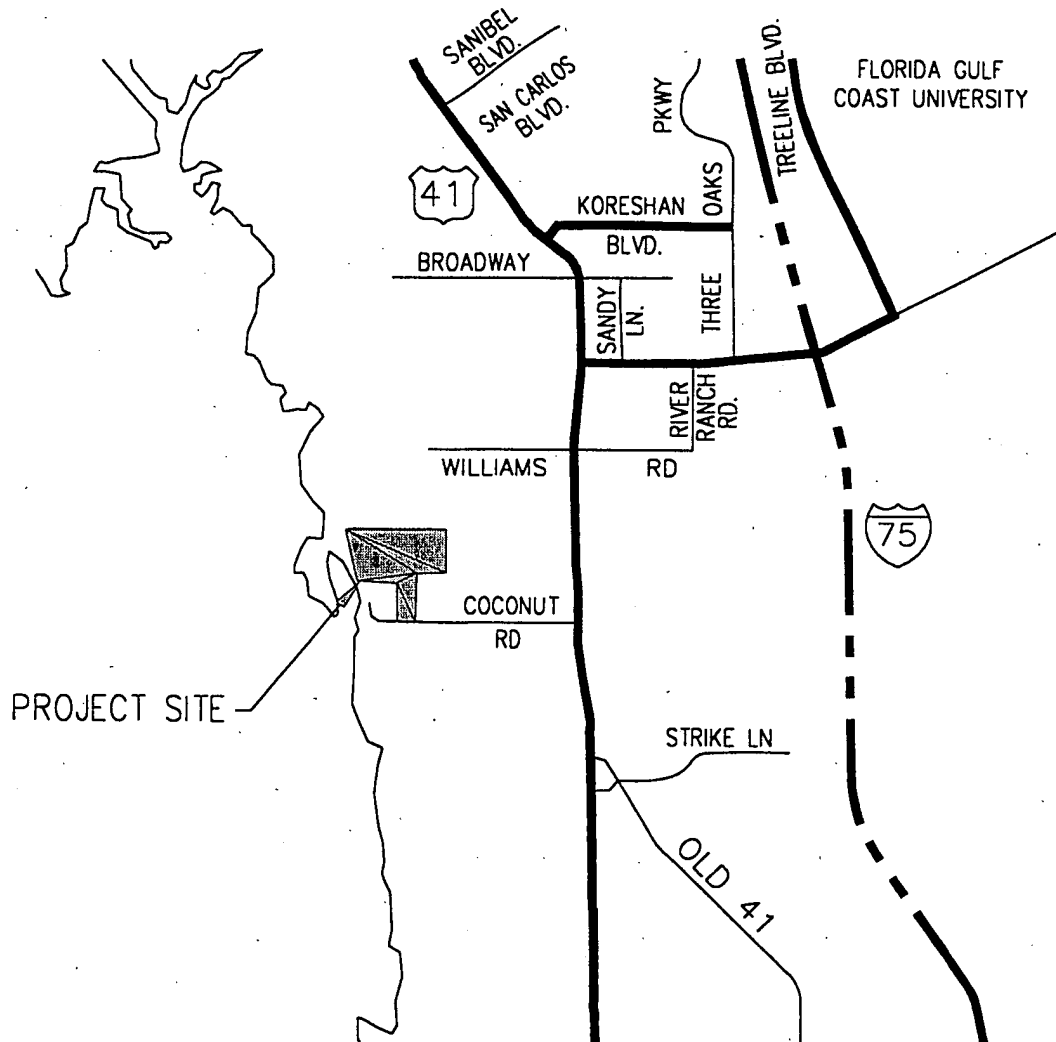 SANIBEL
BLVD.
SAN CARLOS
BLVD.
PKWY
TREELINE BLVD.
FLORIDA GULF
COAST UNIVERSITY
41
KORESHAN
BLVD.
OAKS
THREE
BROADWAY
SANDY
LN.
RIVER
RANCH
RD.
WILLIAMS RD
75
COCONUT
RD
PROJECT SITE
STRIKE LN
OLD 41